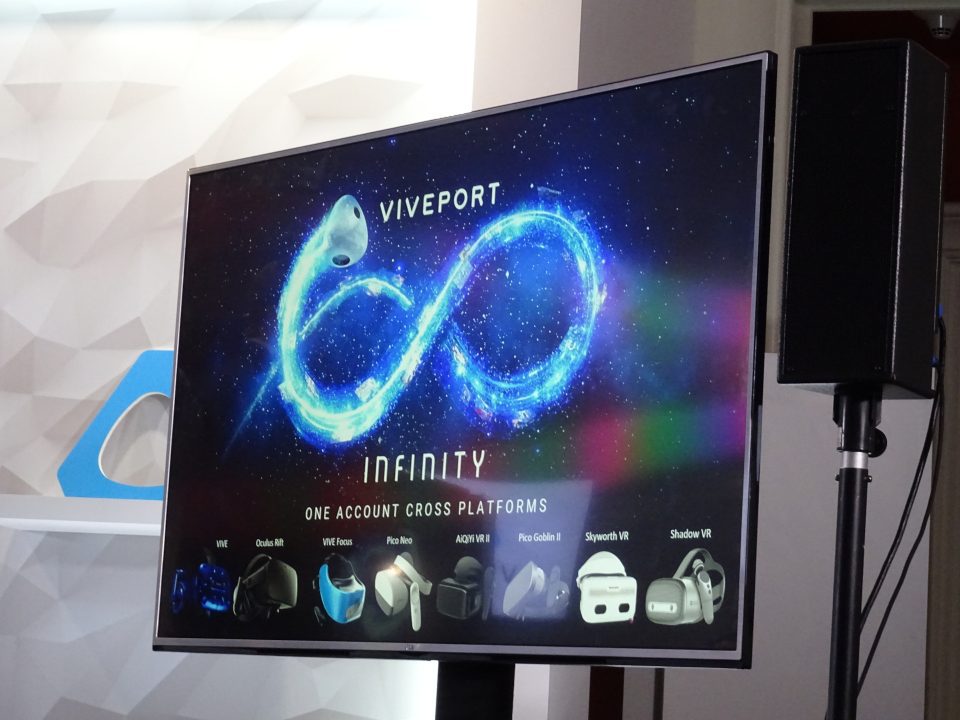 VIVEPORT
INFINITY
ONE ACCOUNT CROSS PLATFORMS
VIVE Oculus Rift VIVE Focus Pico Neo AiQiYi VR II Pico Goblin II Skyworth VR Shadow VR